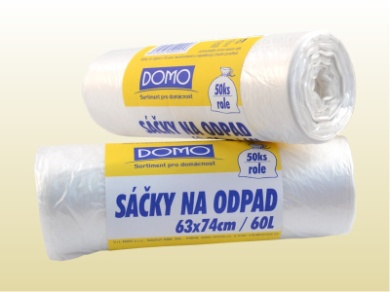 DOMO
Sortiment pro domácnost
50ks
role
SÁČKY NA ODPAD
DOMO
Sortiment pro domácnost
50ks
role
SÁČKY NA ODPAD
63x74cm / 60L